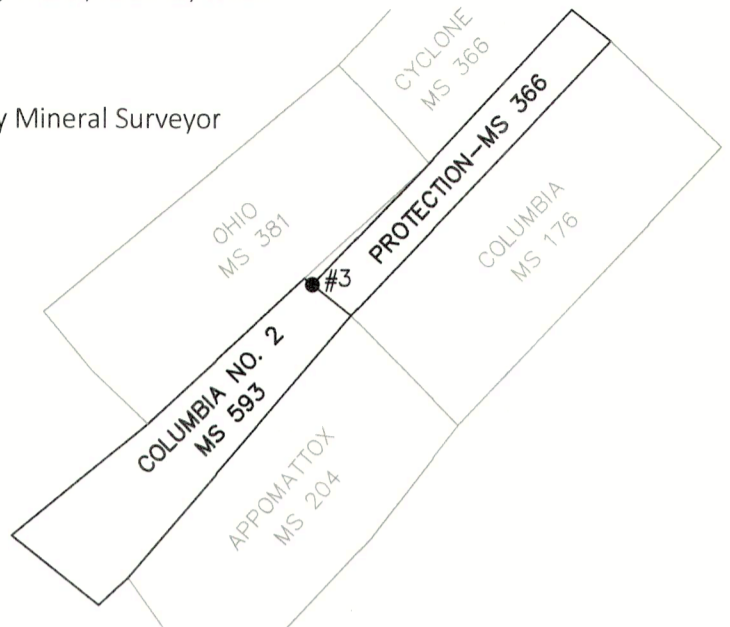 y Mineral Surveyor
CYCLONE
MS 366
PROTECTION-MS 366
OHIO
MS 381
COLUMBIA
MS 176
#3
COLUMBIA NO. 2
MS 593
APPOMATTOX
MS 204